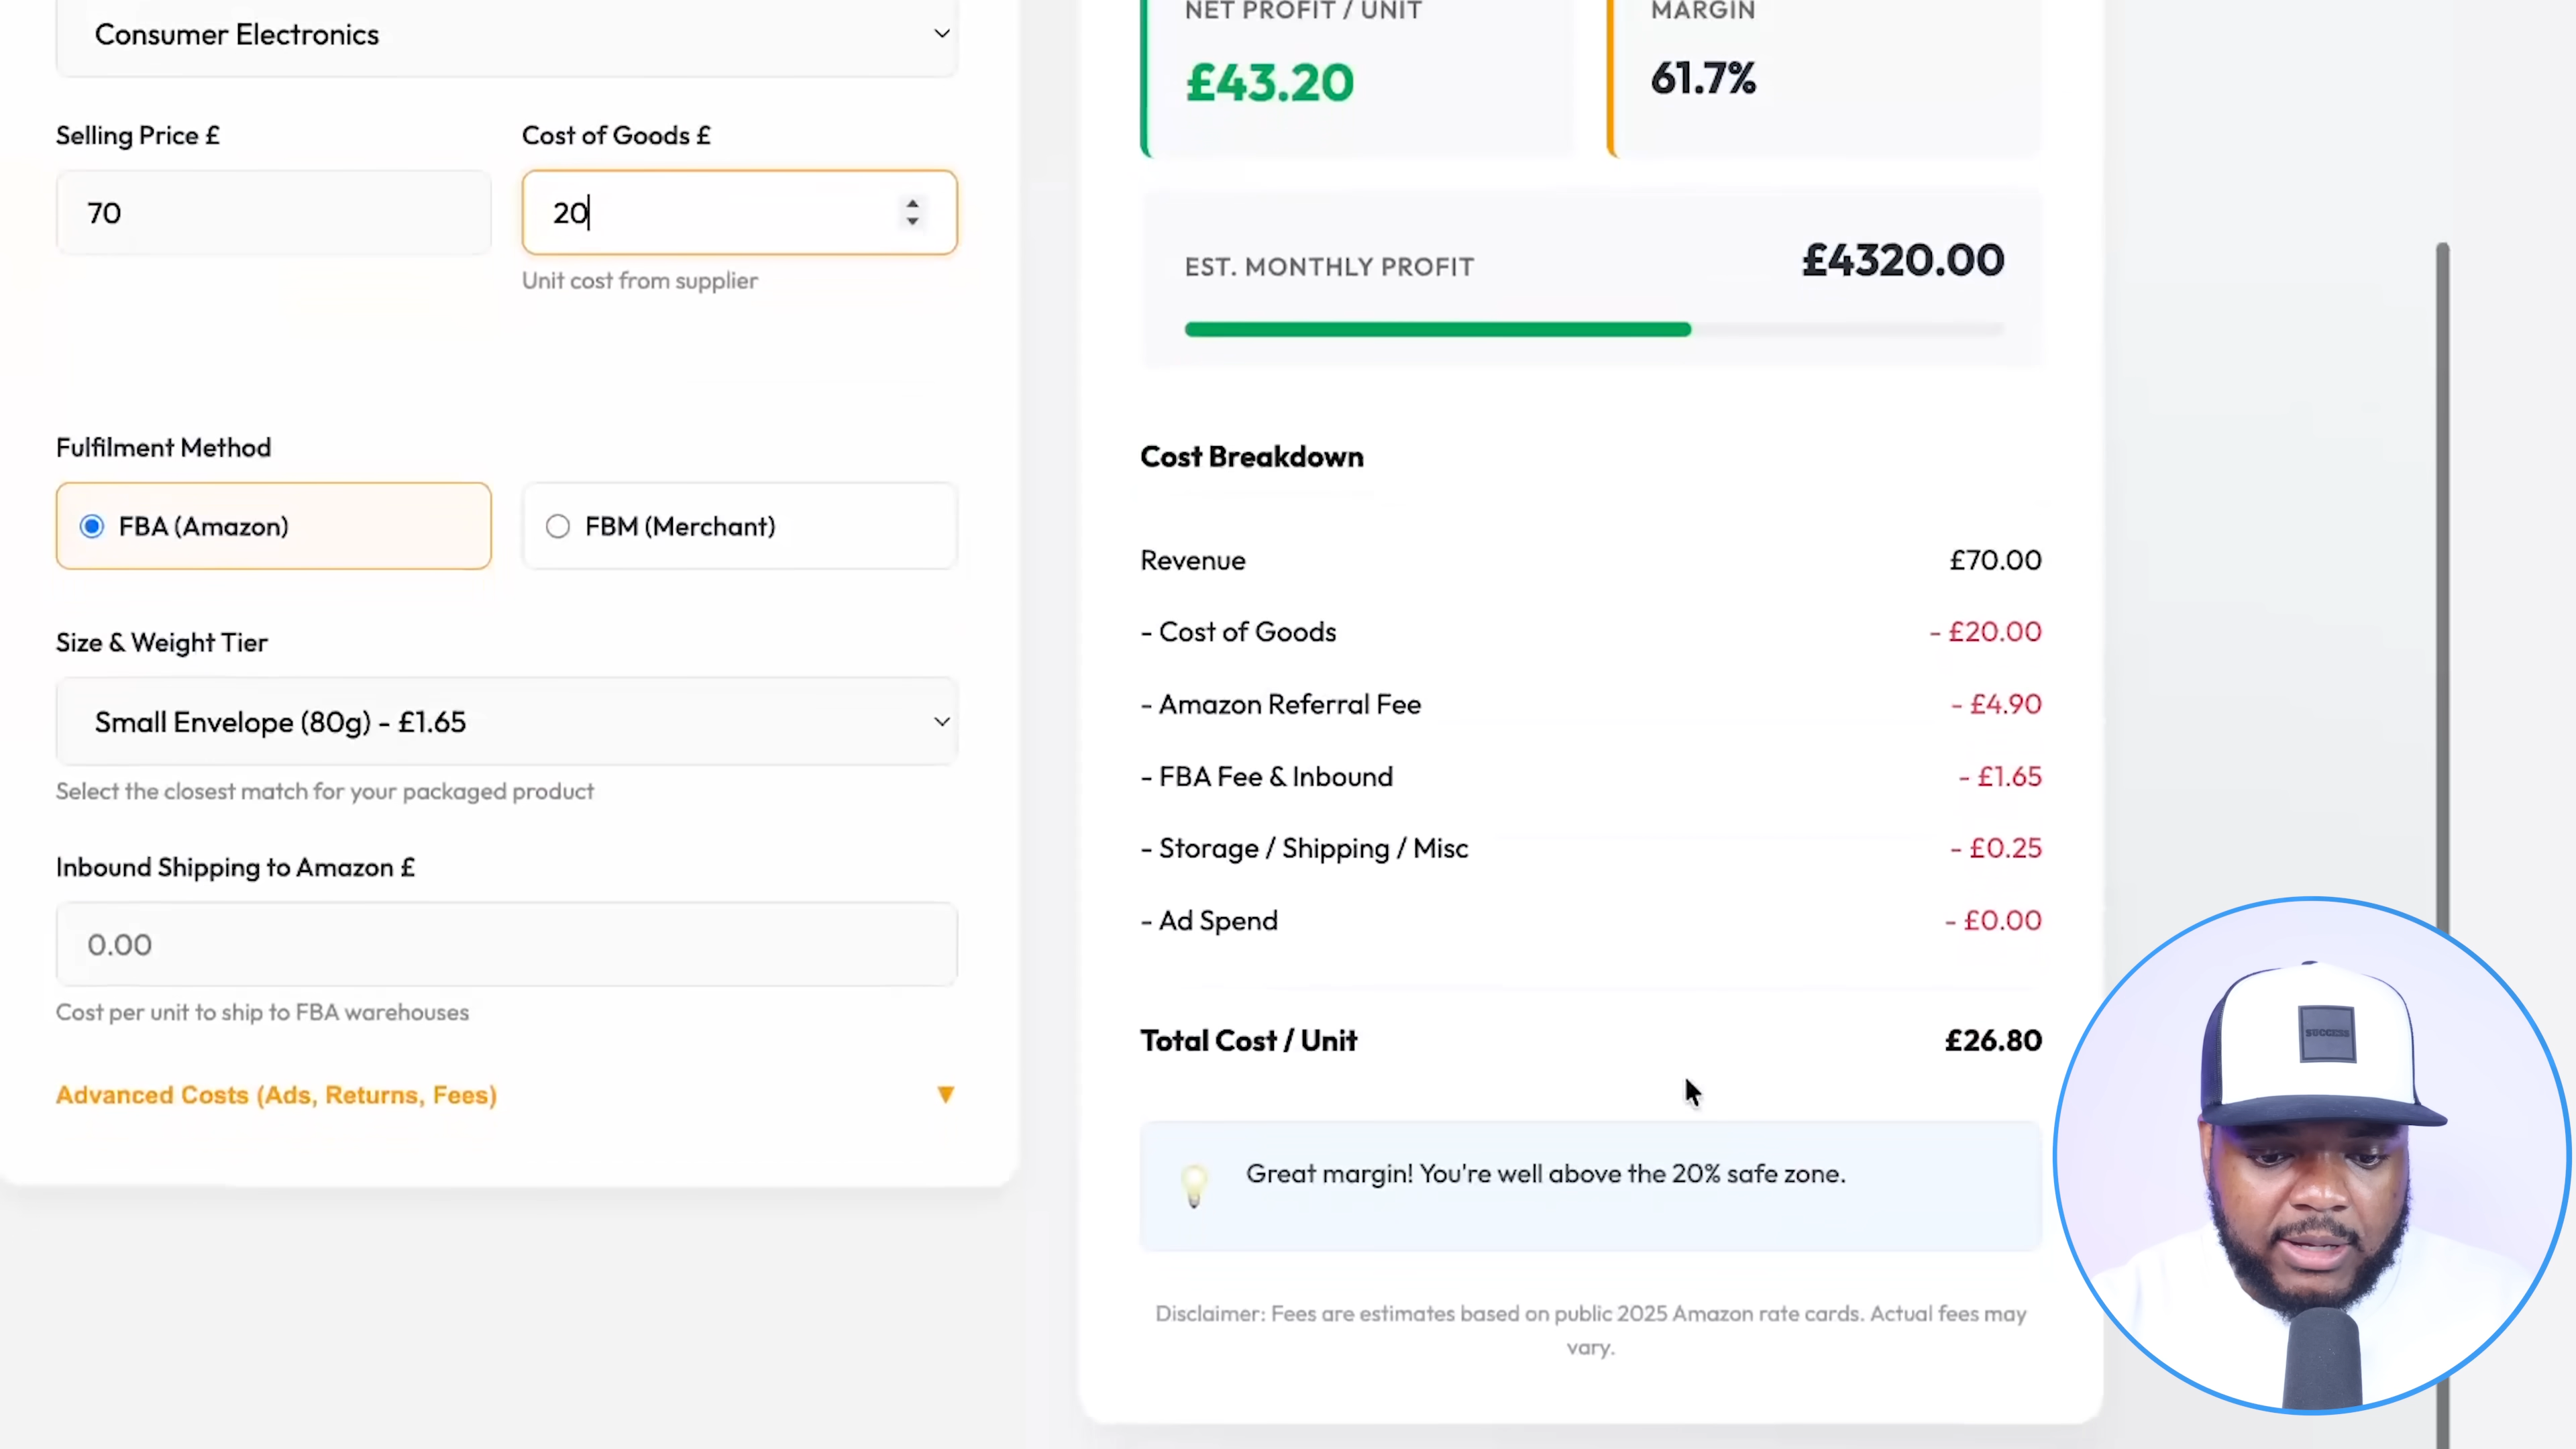 Consumer Electronics
Selling Price £
Cost of Goods £
70
20
Unit cost from supplier
Fulfilment Method
FBA (Amazon)
FBM (Merchant)
Size & Weight Tier
Small Envelope (80g) - £1.65
Select the closest match for your packaged product
Inbound Shipping to Amazon £
0.00
Cost per unit to ship to FBA warehouses
Advanced Costs (Ads, Returns, Fees)
NET PROFIT / UNIT
£43.20
MARGIN
61.7%
EST. MONTHLY PROFIT
£4320.00
Cost Breakdown
Revenue £70.00
- Cost of Goods - £20.00
- Amazon Referral Fee - £4.90
- FBA Fee & Inbound - £1.65
- Storage / Shipping / Misc - £0.25
- Ad Spend - £0.00
Total Cost / Unit £26.80
Great margin! You're well above the 20% safe zone.
Disclaimer: Fees are estimates based on public 2025 Amazon rate cards. Actual fees may
vary.
SUCCESS